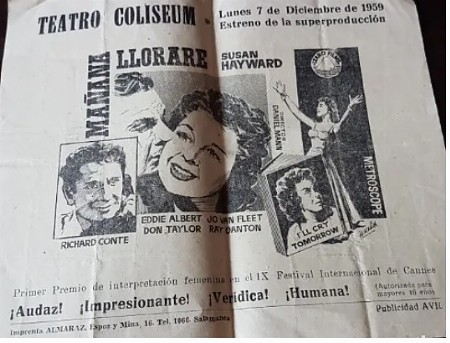 TEATRO COLISEUM - Lunes 7 de Diciembre de 1959
Estreno de la superproducción
MAÑANA LLORARE
SUSAN HAYWARD
DIRECTOR
DANIEL MANN
METROSCOPE
RICHARD CONTE
EDDIE ALBERT JO VAN FLEET
DON TAYLOR RAY DANTON
I'LL CRY
TOMORROW
Primer Premio de interpretación femenina en el IX Festival Internacional de Cannes
¡Audaz! ¡Impresionante! ¡Verídica! ¡Humana!
(Autorizada para
mayores 16 años
Imprenta ALMARAZ, Espoz y Mina, 16. Tel. 1066. Salamanca
Publicidad AVIL